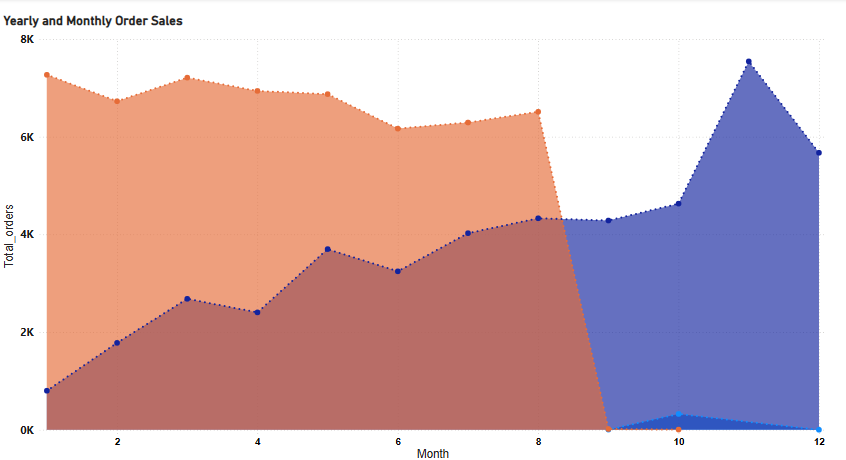 Yearly and Monthly Order Sales
8K
6K
4K
2K
0K
Total_orders
2 4 6 8 10 12
Month